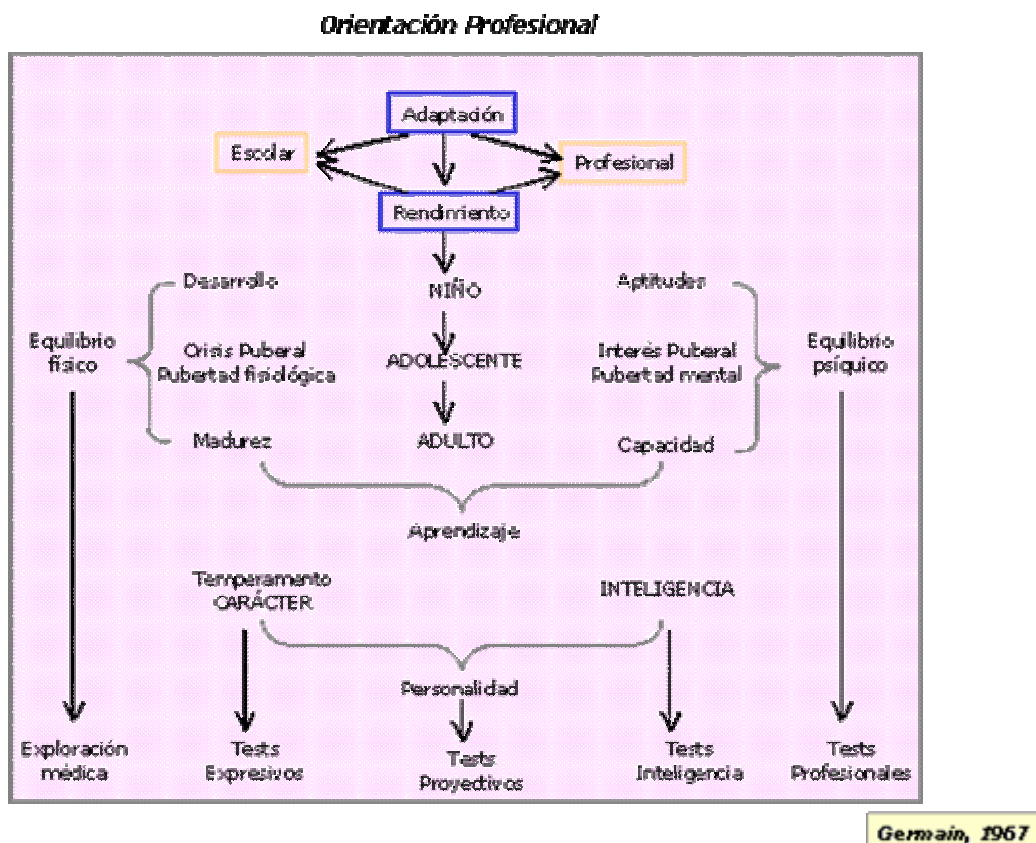 Orientación Profesional
Adaptación
Escolar
Profesional
Rendimiento
Desarrollo
NIÑO
Aptitudes
Equilibrio
físico
Crisis Puberal
Pubertad fisiológica
ADOLESCENTE
Interés Puberal
Pubertad mental
Equilibrio
psíquico
Madurez
ADULTO
Capacidad
Aprendizaje
Temperamento
CARÁCTER
INTELIGENCIA
Personalidad
Exploración
médica
Tests
Expresivos
Tests
Proyectivos
Tests
Inteligencia
Tests
Profesionales
Germain, 1967